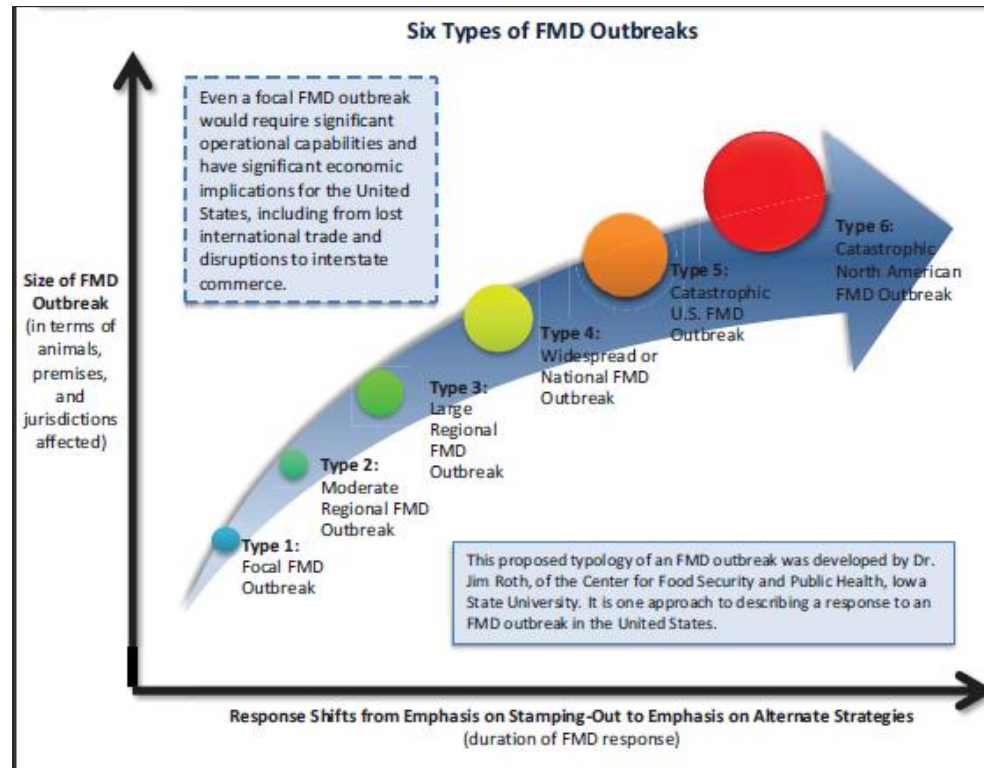 Six Types of FMD Outbreaks
Even a focal FMD outbreak
would require significant
operational capabilities and
have significant economic
implications for the United
States, including from lost
international trade and
disruptions to interstate
commerce.
Size of FMD
Outbreak
(in terms of
animals,
premises,
and
jurisdictions
affected)
Type 1:
Focal FMD
Outbreak
Type 2:
Moderate
Regional FMD
Outbreak
Type 3:
Large
Regional
FMD
Outbreak
Type 4:
Widespread or
National FMD
Outbreak
Type 5:
Catastrophic
U.S. FMD
Outbreak
Type 6:
Catastrophic
North American
FMD Outbreak
This proposed typology of an FMD outbreak was developed by Dr.
Jim Roth, of the Center for Food Security and Public Health, Iowa
State University. It is one approach to describing a response to an
FMD outbreak in the United States.
Response Shifts from Emphasis on Stamping-Out to Emphasis on Alternate Strategies
(duration of FMD response)